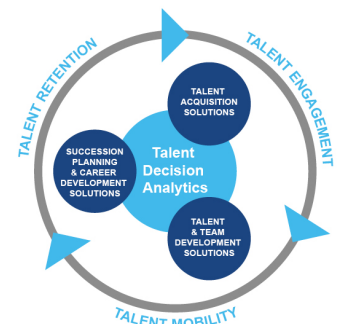 TALENT RETENTION
TALENT ENGAGEMENT
TALENT
ACQUISITION
SOLUTIONS
SUCCESSION
PLANNING
& CAREER
DEVELOPMENT
SOLUTIONS
Talent
Decision
Analytics
TALENT
& TEAM
DEVELOPMENT
SOLUTIONS
TALENT MOBILITY